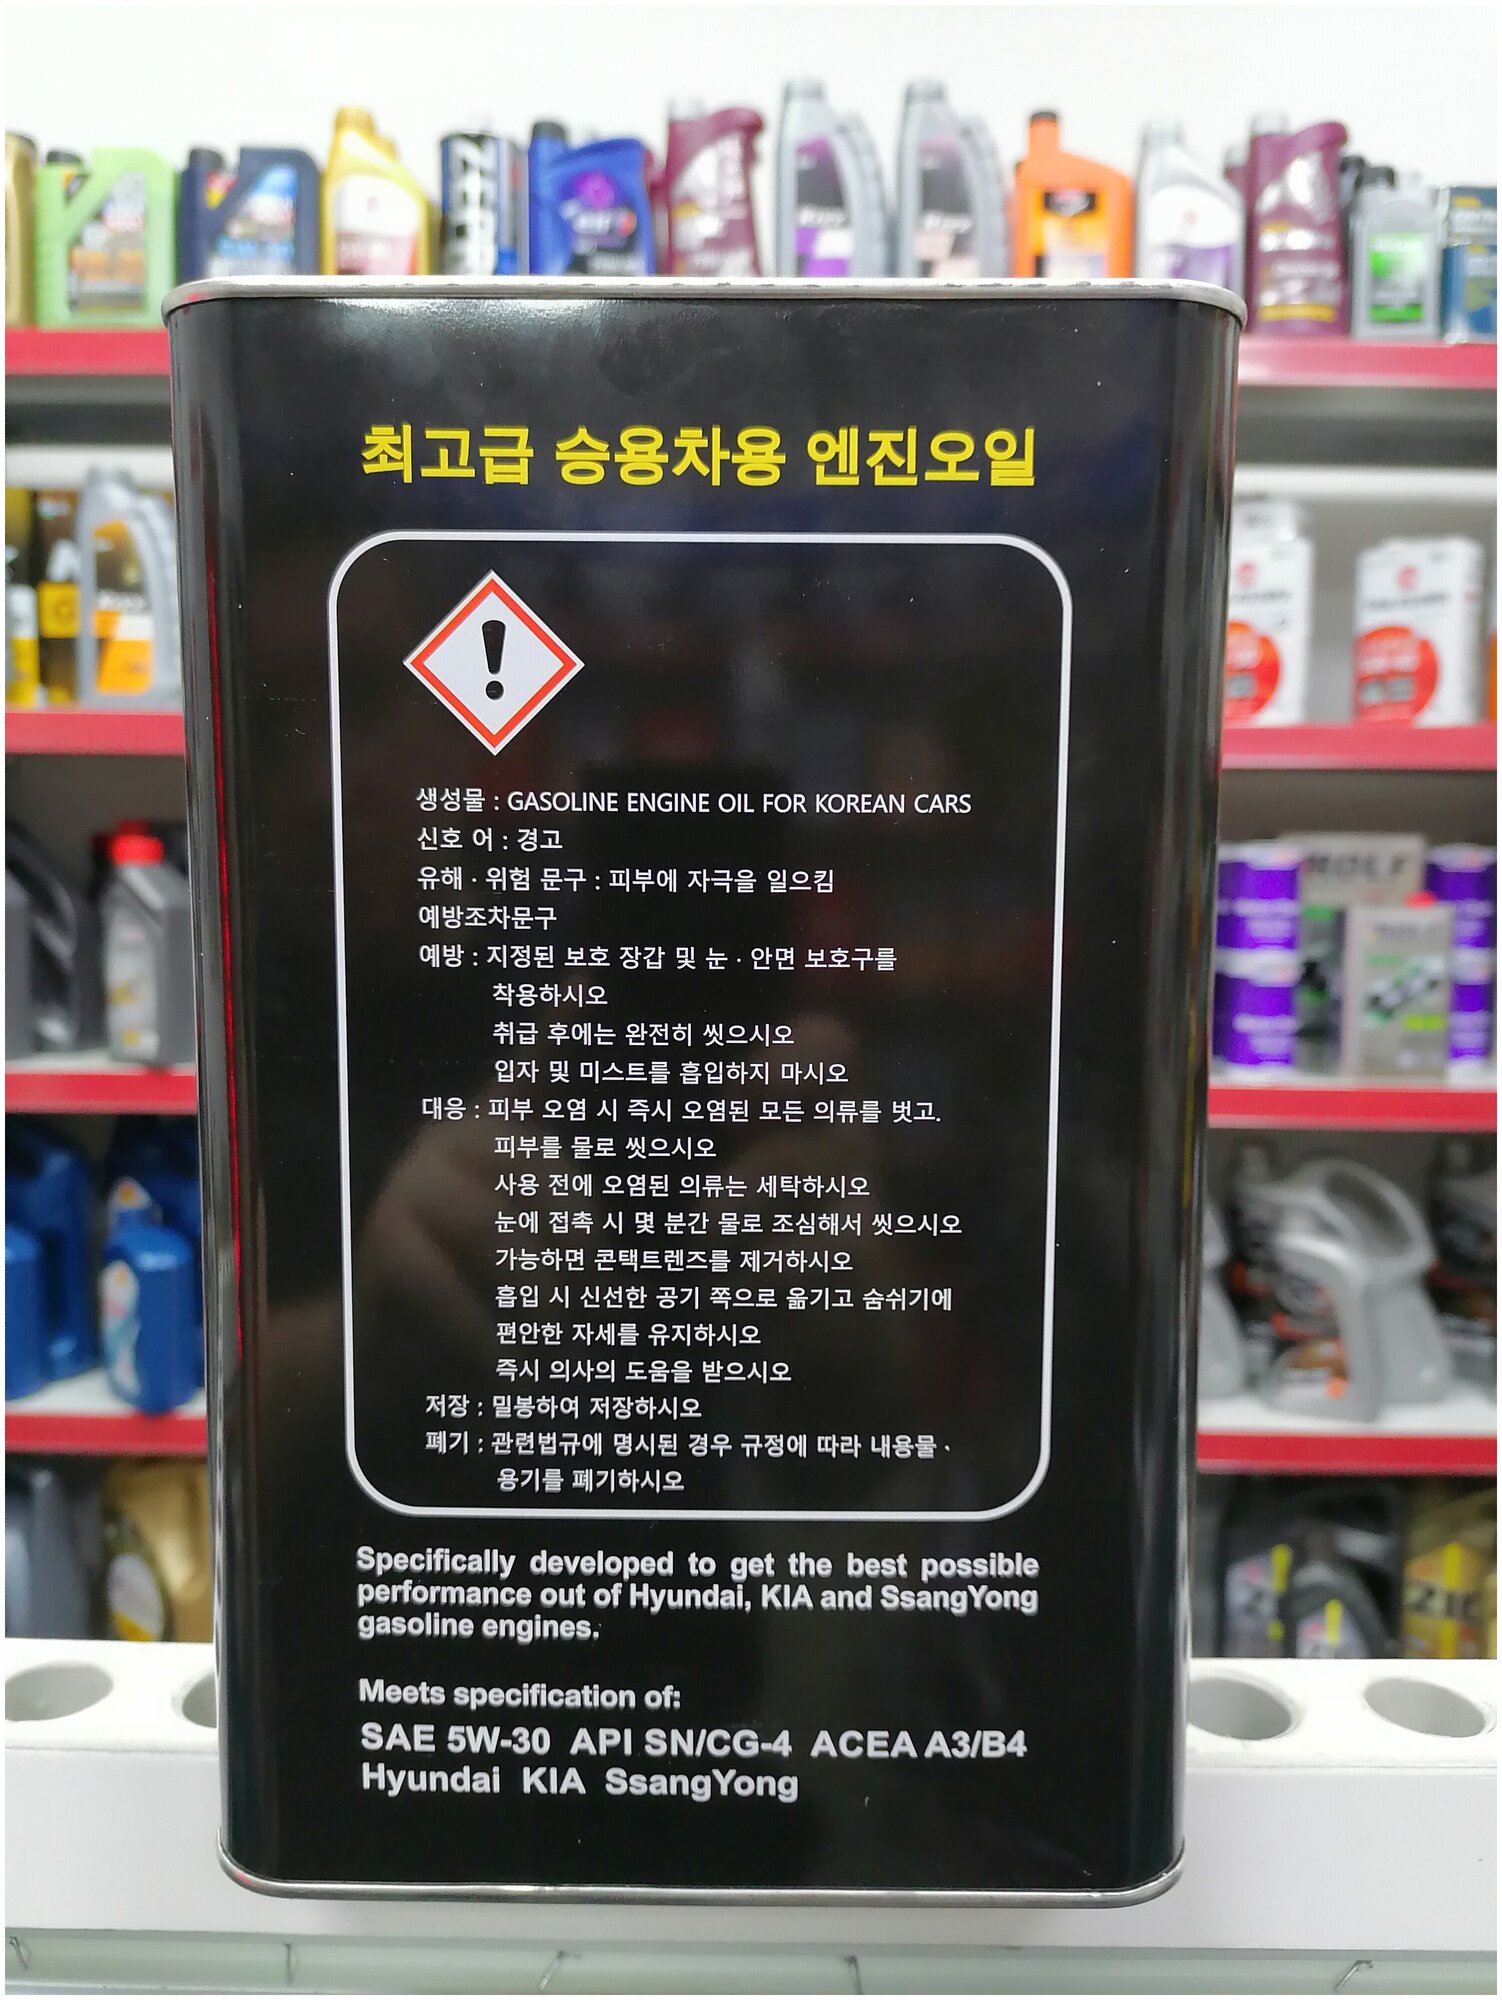 최고급 승용차용 엔진오일
생성물 : GASOLINE ENGINE OIL FOR KOREAN CARS
신호 어 : 경고
유해 · 위험 문구 : 피부에 자극을 일으킴
예방조차문구
예방 : 지정된 보호 장갑 및 눈 · 안면 보호구를
착용하시오
취급 후에는 완전히 씻으시오
입자 및 미스트를 흡입하지 마시오
대응 : 피부 오염 시 즉시 오염된 모든 의류를 벗고.
피부를 물로 씻으시오
사용 전에 오염된 의류는 세탁하시오
눈에 접촉 시 몇 분간 물로 조심해서 씻으시오
가능하면 콘택트렌즈를 제거하시오
흡입 시 신선한 공기 쪽으로 옮기고 숨쉬기에
편안한 자세를 유지하시오
즉시 의사의 도움을 받으시오
저장 : 밀봉하여 저장하시오
폐기 : 관련법규에 명시된 경우 규정에 따라 내용물 ·
용기를 폐기하시오
Specifically developed to get the best possible
performance out of Hyundai, KIA and SsangYong
gasoline engines.
Meets specification of:
SAE 5W-30 API SN/CG-4 ACEA A3/B4
Hyundai KIA SsangYong